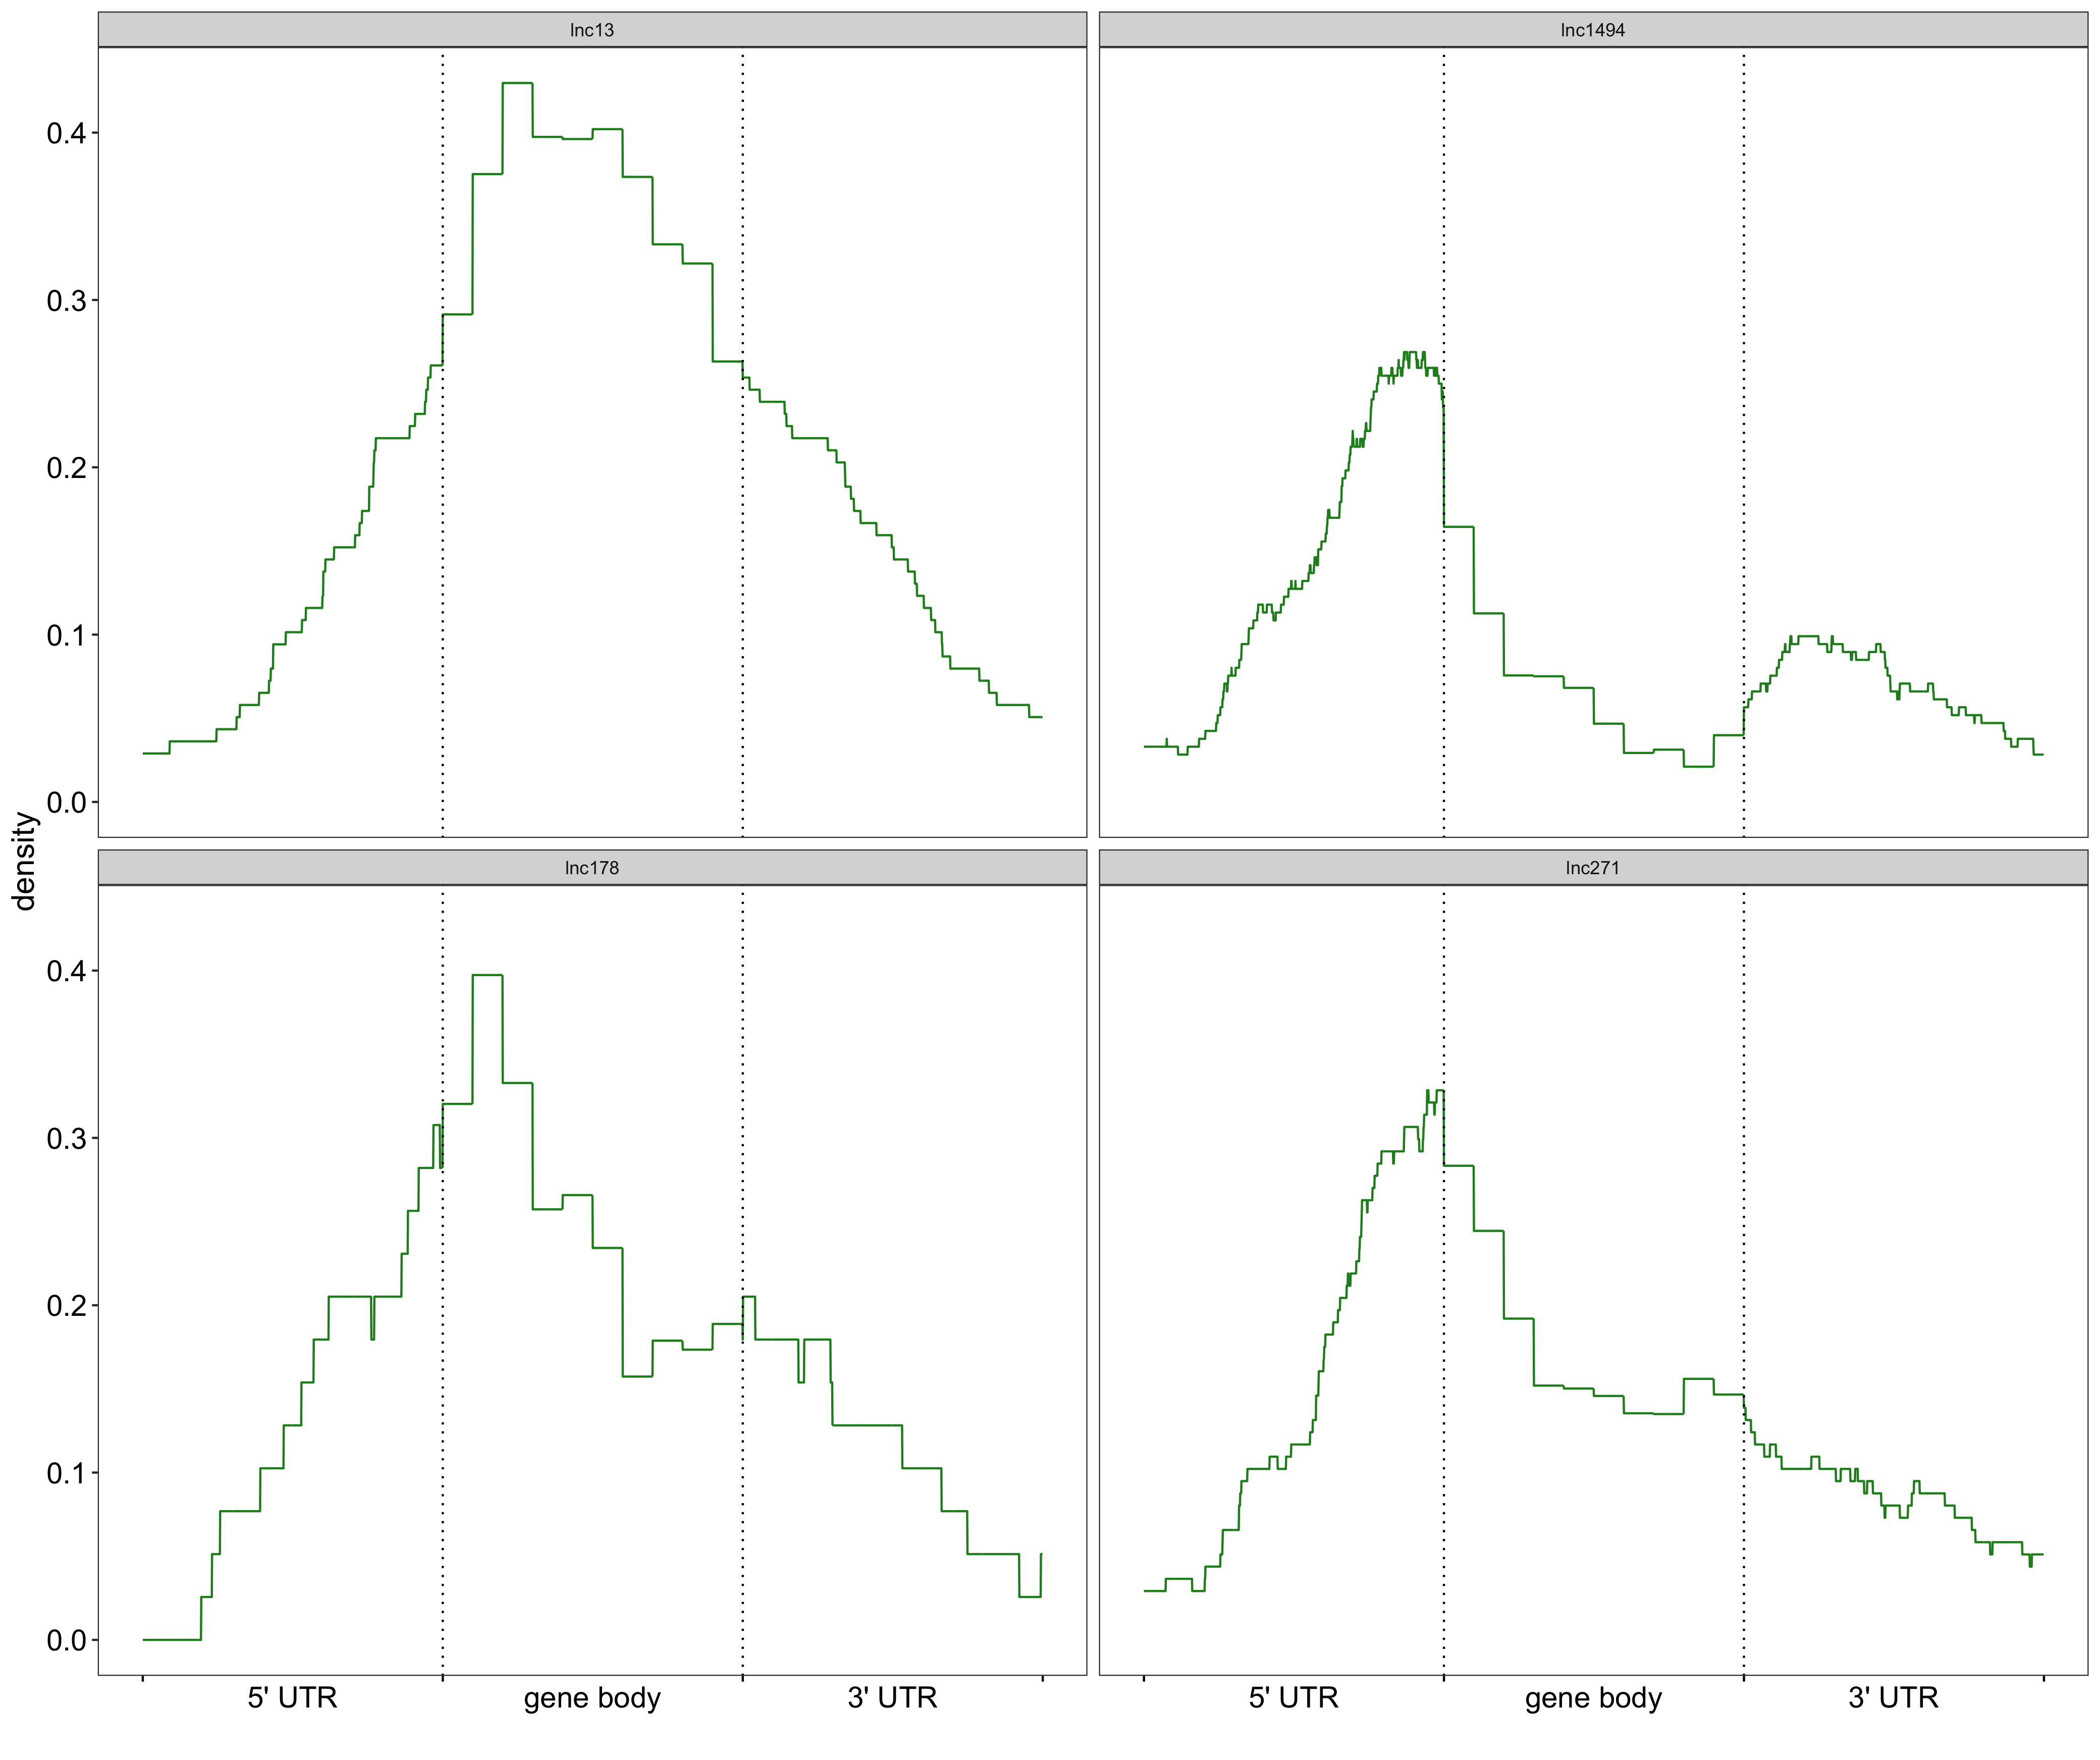 lnc13
lnc1494
0.4
0.3
0.2
0.1
0.0
density
lnc178
lnc271
0.4
0.3
0.2
0.1
0.0
5' UTR gene body 3' UTR
5' UTR gene body 3' UTR